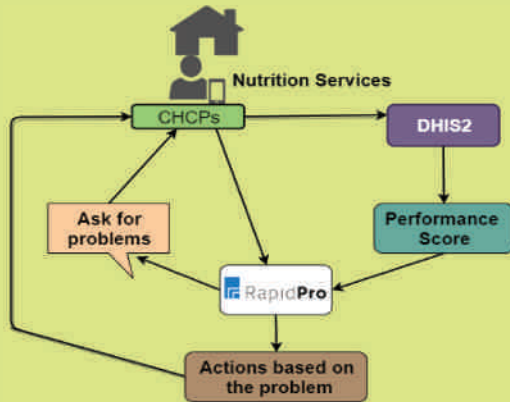 Nutrition Services
CHCPs
DHIS2
Ask for
problems
Performance
Score
RapidPro
Actions based on
the problem